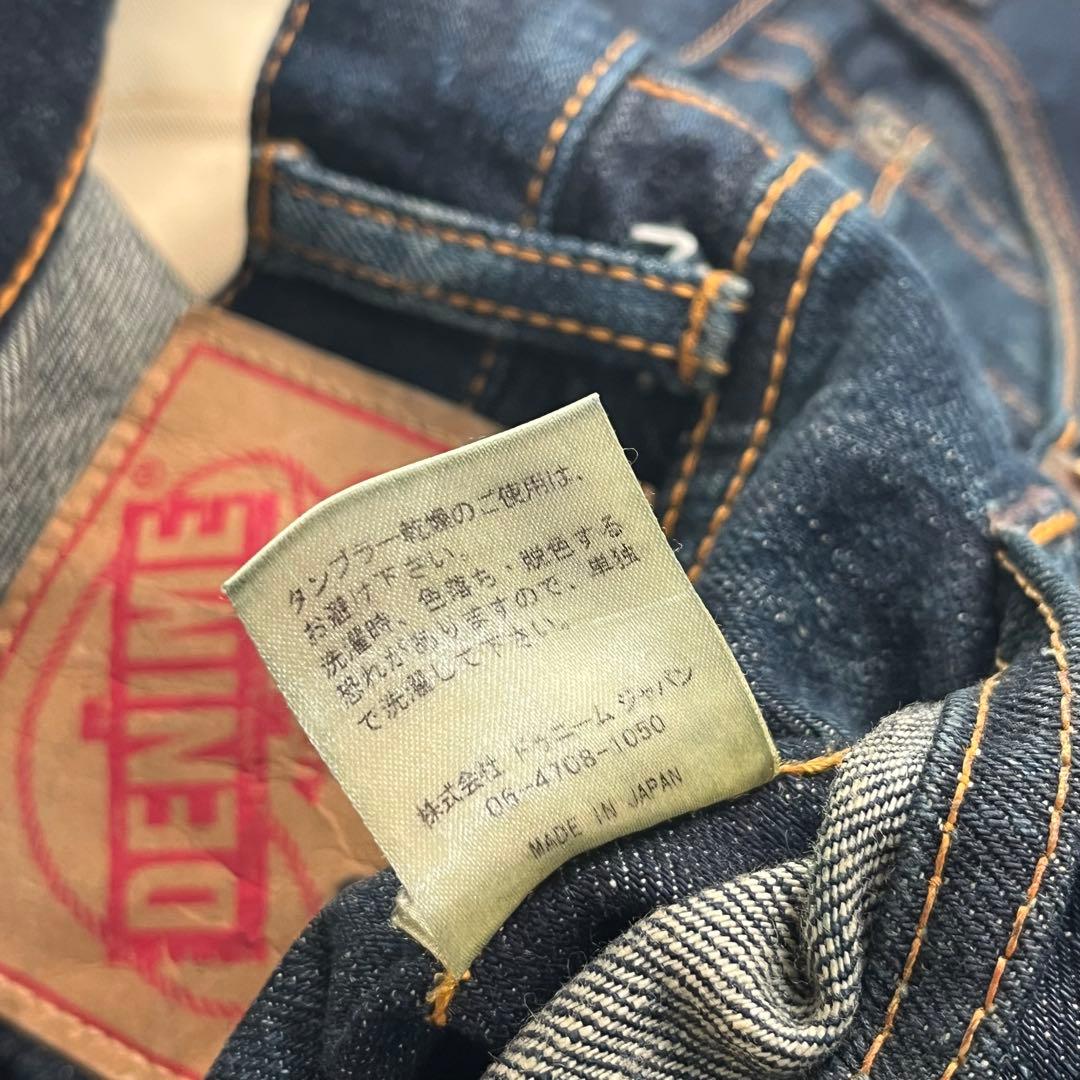 タンブラー乾燥のご使用は、
お避け下さい。
洗濯時、色落ち、脱色する
恐れがありますので、単独
で洗濯して下さい。
株式会社 ドゥニーム ジャパン
06-4708-1050
MADE IN JAPAN
DENIME
®